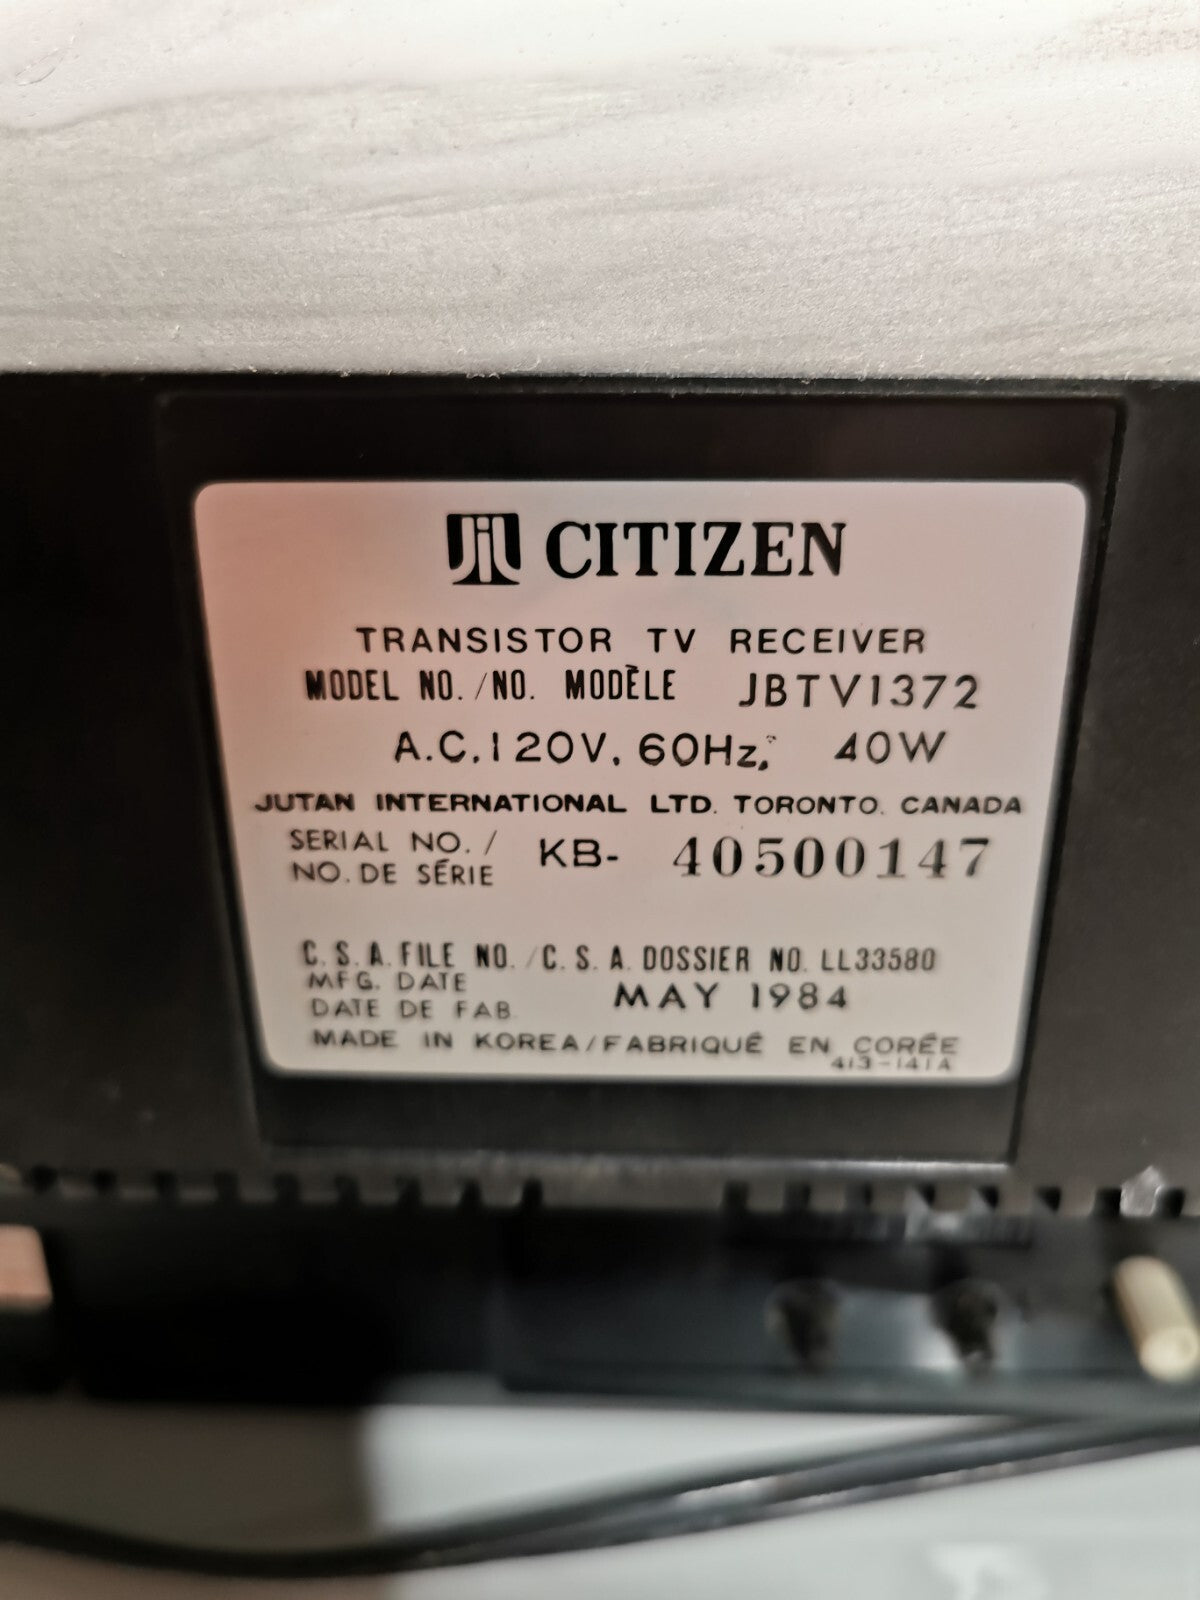 JIL CITIZEN
TRANSISTOR TV RECEIVER
MODEL NO./NO. MODÈLE JBTV1372
A.C.120V. 60Hz, 40W
JUTAN INTERNATIONAL LTD. TORONTO. CANADA
SERIAL NO./
NO. DE SÉRIE KB- 40500147
C.S.A. FILE NO./C.S.A. DOSSIER NO. LL33580
MFG. DATE
DATE DE FAB. MAY 1984
MADE IN KOREA/FABRIQUÉ EN CORÉE
413-141A